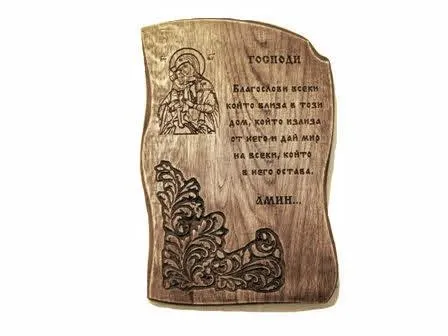 ГОСПОДИ
БЛАГОСЛОВИ ВСЕКИ
КОЙТО ВЛИЗА В ТОЗИ
ДОМ, КОЙТО ИЗЛИЗА
ОТ НЕГО И ДАЙ МИР
НА ВСЕКИ, КОЙТО
В НЕГО ОСТАВА.
АМИН...